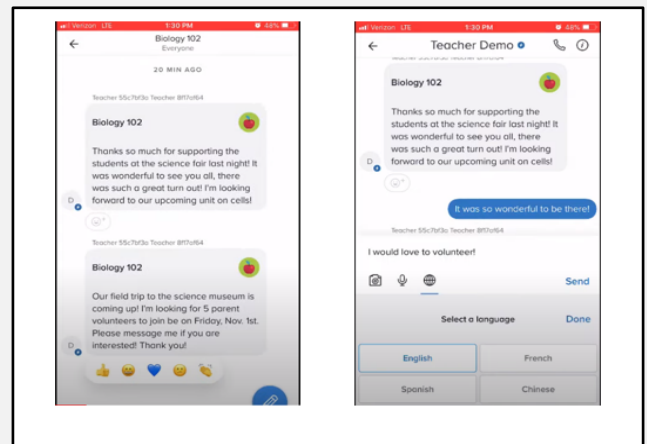 Verizon LTE 1:30 PM 48%
Biology 102
Everyone
20 MIN AGO
Biology 102
Thanks so much for supporting the
students at the science fair last night! It
was wonderful to see you all, there
was such a great turn out! I'm looking
forward to our upcoming unit on cells!
D
Teacher Teacher
Biology 102
Our field trip to the science museum is
coming up! I'm looking for 5 parent
volunteers to join be on Friday, Nov. 1st.
Please message me if you are
interested! Thank you!
D
Verizon LTE 1:30 PM 48%
Teacher Demo
Biology 102
Thanks so much for supporting the
students at the science fair last night! It
was wonderful to see you all, there
was such a great turn out! I'm looking
forward to our upcoming unit on cells!
D
It was so wonderful to be there!
I would love to volunteer!
Send
Select a language Done
English French
Spanish Chinese